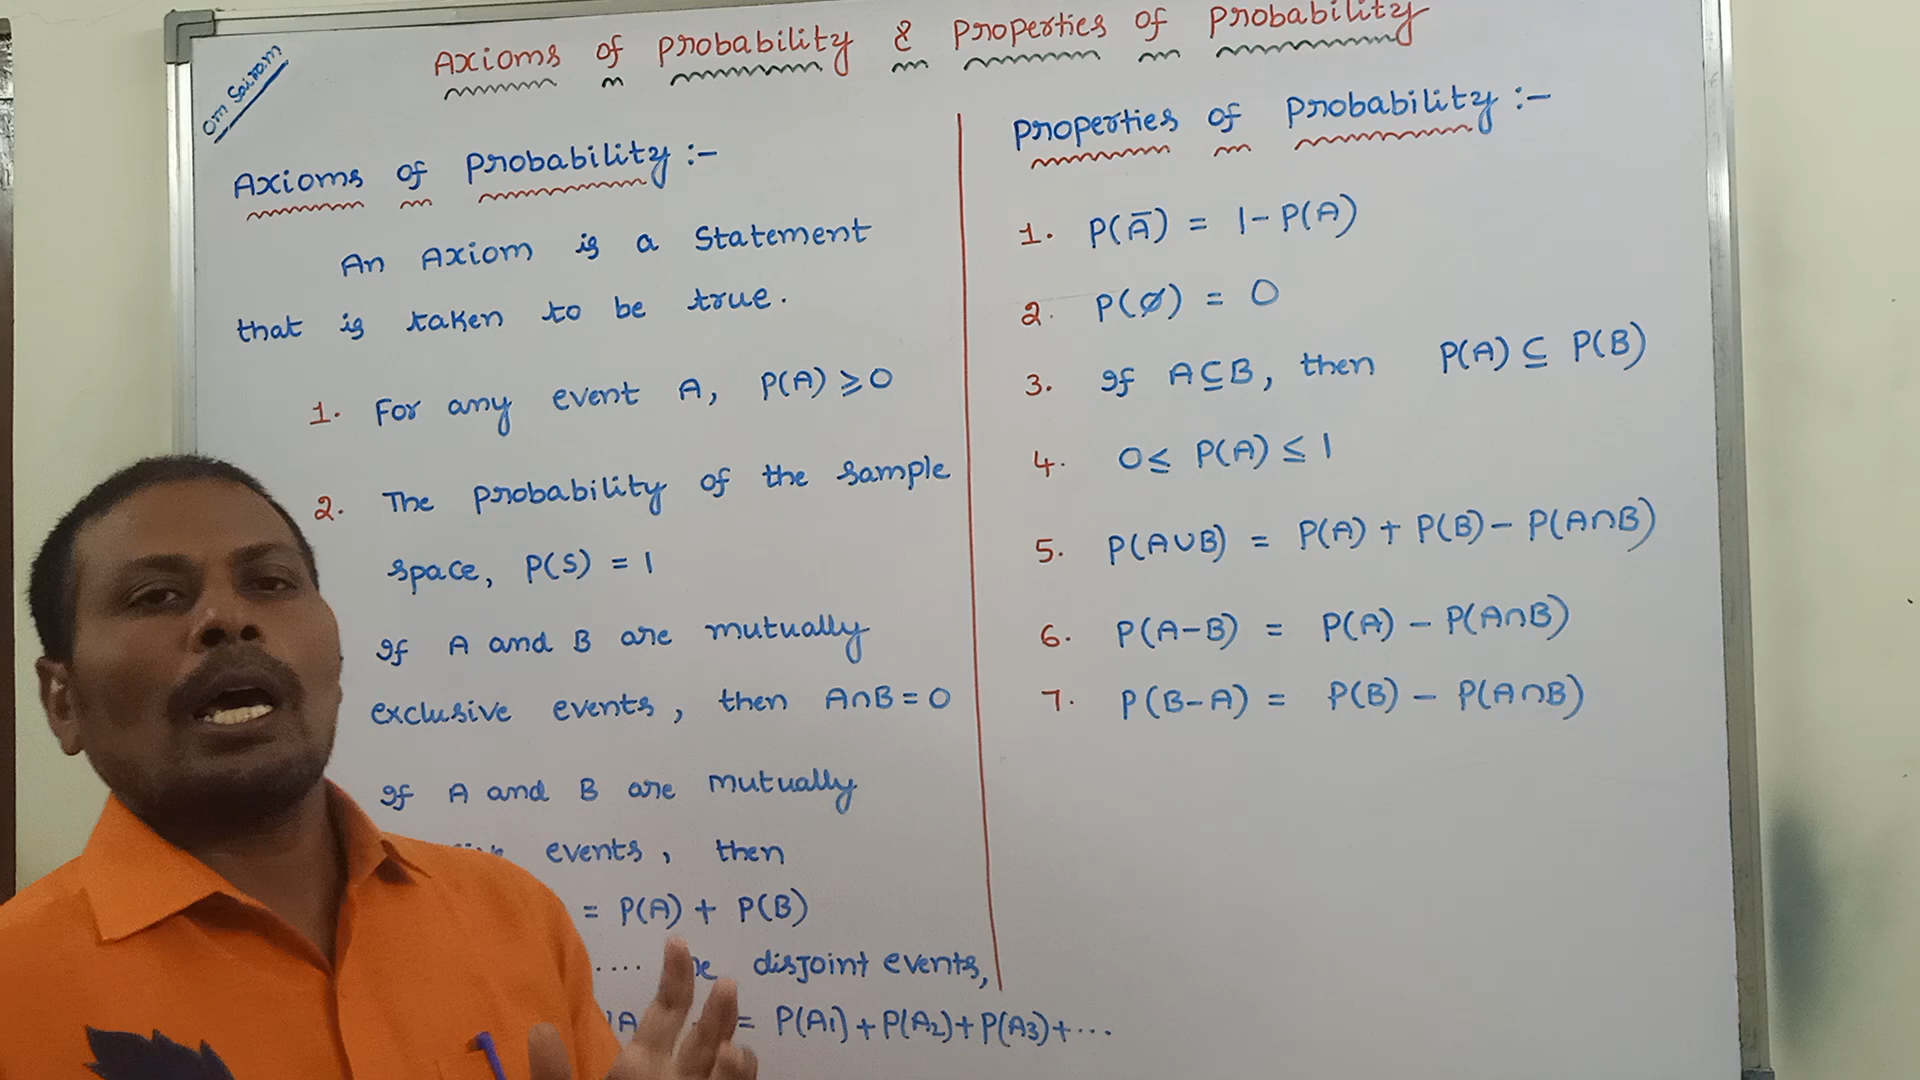 Axioms of Probability & Properties of Probability
Om Sairam
Axioms of Probability :-
An Axiom is a Statement
that is taken to be true.
1. For any event A, P(A) ⩾ 0
2. The Probability of the sample
space, P(S) = 1
If A and B are mutually
exclusive events, then A∩B = 0
If A and B are mutually
events, then
= P(A) + P(B)
.... disjoint events,
= P(A1) + P(A2) + P(A3) + ...
Properties of Probability :-
1. P(Ā) = 1 - P(A)
2. P(Ø) = 0
3. If A ⊆ B, then P(A) ⊆ P(B)
4. 0 ≤ P(A) ≤ 1
5. P(A∪B) = P(A) + P(B) - P(A∩B)
6. P(A-B) = P(A) - P(A∩B)
7. P(B-A) = P(B) - P(A∩B)